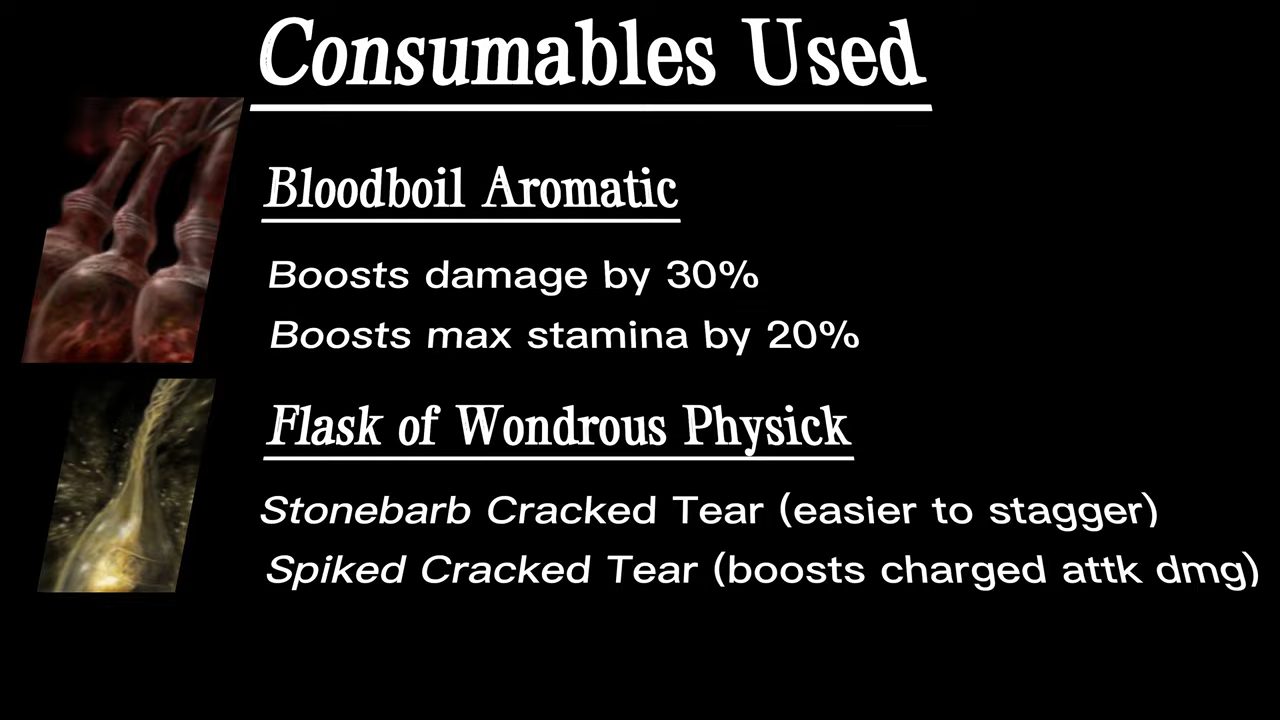 Consumables Used
Bloodboil Aromatic
Boosts damage by 30%
Boosts max stamina by 20%
Flask of Wondrous Physick
Stonebarb Cracked Tear (easier to stagger)
Spiked Cracked Tear (boosts charged attk dmg)